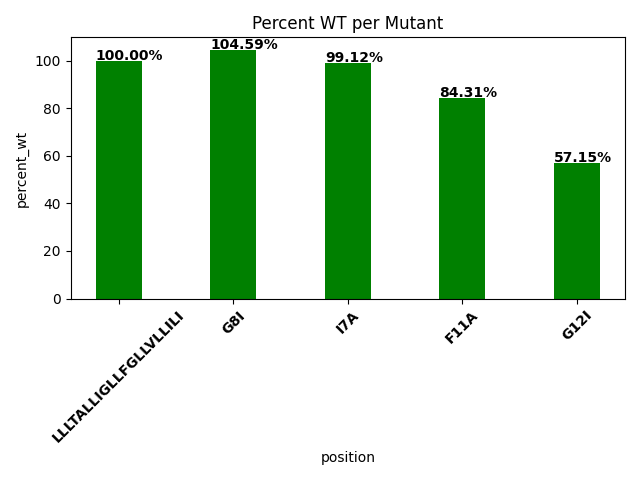 Percent WT per Mutant
100.00%
104.59%
99.12%
84.31%
57.15%
percent_wt
100
80
60
40
20
0
LLLTALLIGLLFGLLVLLILI
G8I
I7A
F11A
G12I
position